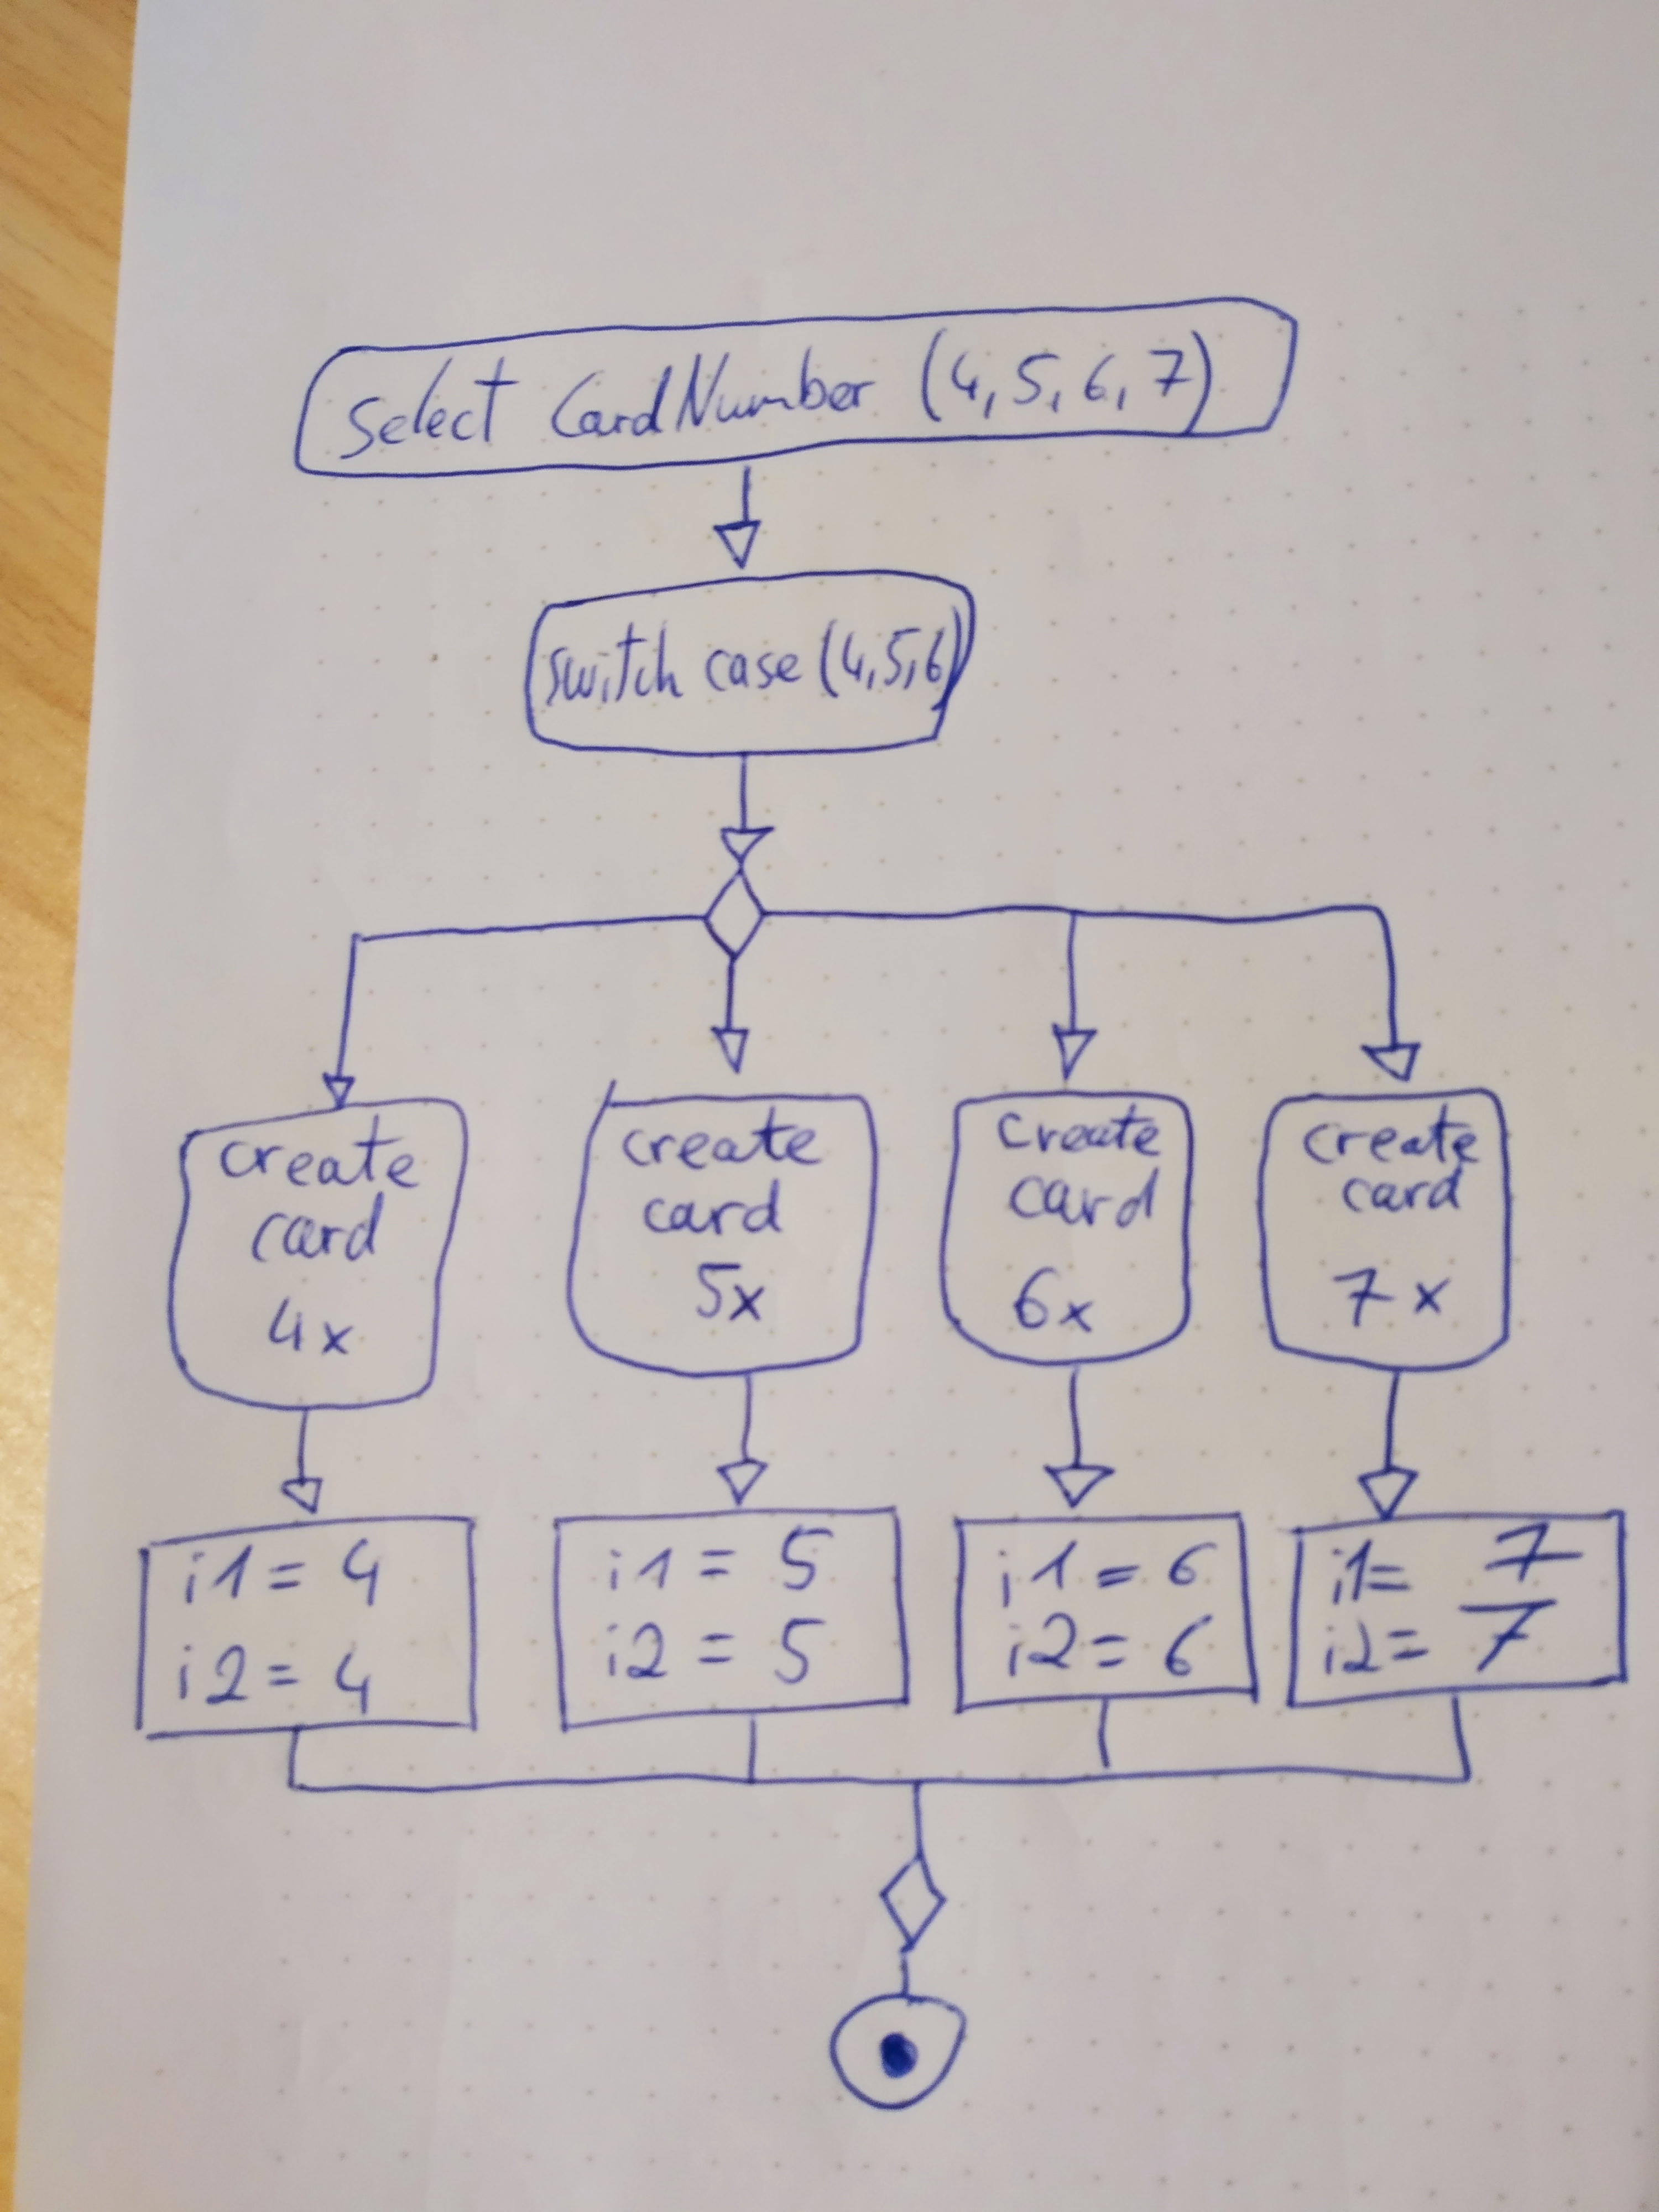 select CardNumber (4,5,6,7)
switch case (4,5,6)
create
card
4x
create
card
5x
create
card
6x
create
card
7x
i1 = 4
i2 = 4
i1 = 5
i2 = 5
i1 = 6
i2 = 6
i1= 7
i2= 7